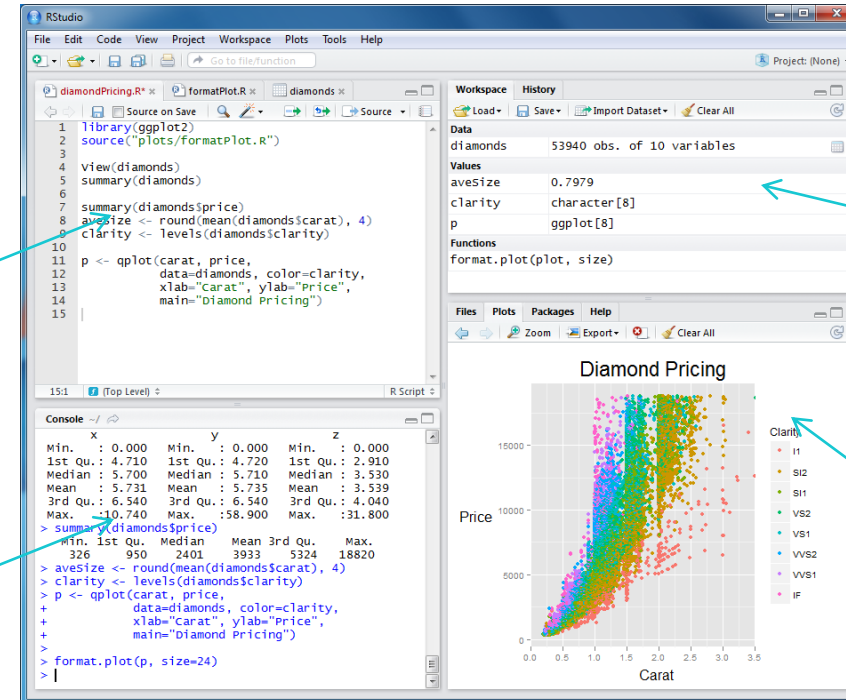 RStudio
File Edit Code View Project Workspace Plots Tools Help
Go to file/function
Project: (None)
diamondPricing.R* × formatPlot.R × diamonds ×
Source on Save Source
1 library(ggplot2)
2 source("plots/formatPlot.R")
3
4 View(diamonds)
5 summary(diamonds)
6
7 summary(diamonds$price)
8 aveSize <- round(mean(diamonds$carat), 4)
9 clarity <- levels(diamonds$clarity)
10
11 p <- qplot(carat, price,
12 data=diamonds, color=clarity,
13 xlab="Carat", ylab="Price",
14 main="Diamond Pricing")
15
15:1 (Top Level) R Script
Console ~/
x y z
Min. : 0.000 Min. : 0.000 Min. : 0.000
1st Qu.: 4.710 1st Qu.: 4.720 1st Qu.: 2.910
Median : 5.700 Median : 5.710 Median : 3.530
Mean : 5.731 Mean : 5.735 Mean : 3.539
3rd Qu.: 6.540 3rd Qu.: 6.540 3rd Qu.: 4.040
Max. :10.740 Max. :58.900 Max. :31.800
> summary(diamonds$price)
Min. 1st Qu. Median Mean 3rd Qu. Max.
326 950 2401 3933 5324 18820
> aveSize <- round(mean(diamonds$carat), 4)
> clarity <- levels(diamonds$clarity)
> p <- qplot(carat, price,
+ data=diamonds, color=clarity,
+ xlab="Carat", ylab="Price",
+ main="Diamond Pricing")
>
> format.plot(p, size=24)
>
Workspace History
Load Save Import Dataset Clear All
Data
diamonds 53940 obs. of 10 variables
Values
aveSize 0.7979
clarity character[8]
p ggplot[8]
Functions
format.plot(plot, size)
Files Plots Packages Help
Zoom Export Clear All
Diamond Pricing
Price
15000
10000
5000
0
0.0 0.5 1.0 1.5 2.0 2.5 3.0 3.5
Carat
Clarity
I1
SI2
SI1
VS2
VS1
VVS2
VVS1
IF